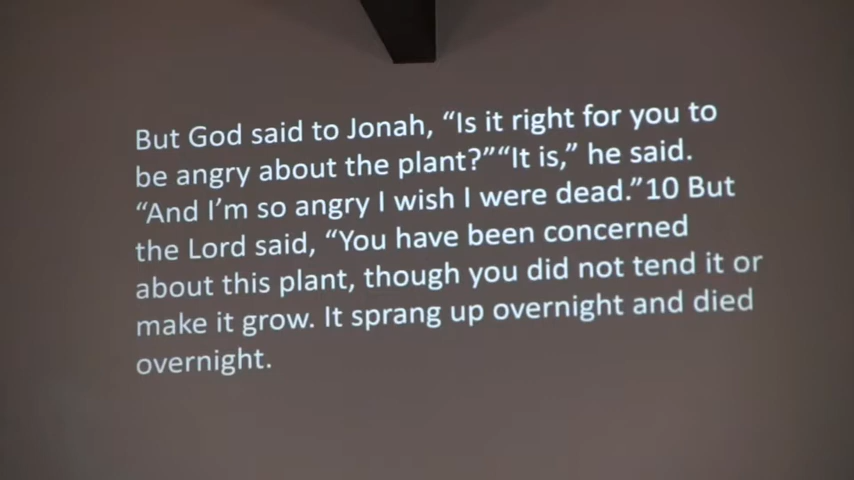 But God said to Jonah, “Is it right for you to
be angry about the plant?”“It is,” he said.
“And I’m so angry I wish I were dead.”10 But
the Lord said, “You have been concerned
about this plant, though you did not tend it or
make it grow. It sprang up overnight and died
overnight.